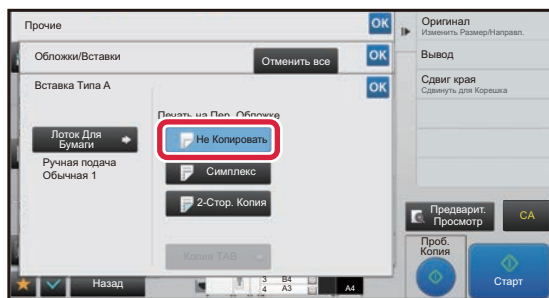 Прочие
OK
Обложки/Вставки
Отменить все
OK
Вставка Типа A
OK
Печать на Пер. Обложке
Лоток Для
Бумаги
Ручная подача
Обычная 1
Не Копировать
Симплекс
2-Стор. Копия
Копия TAB
Назад
3 B4
4 A3
A4
Оригинал
Изменить Размер/Направл.
Вывод
Сдвиг края
Сдвинуть для Корешка
Предварит.
Просмотр
CA
Проб.
Копия
Старт